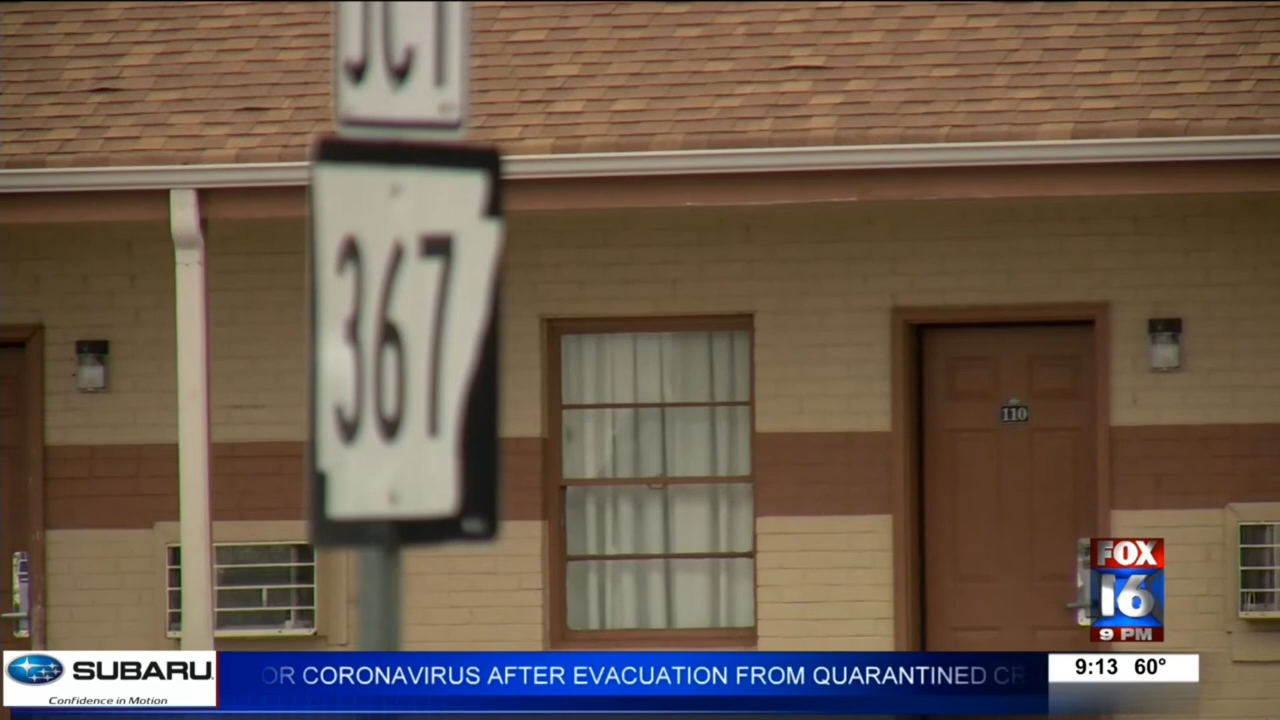 JCT
367
110
FOX
16
9 PM
SUBARU
Confidence in Motion
OR CORONAVIRUS AFTER EVACUATION FROM QUARANTINED CR
9:13 60°